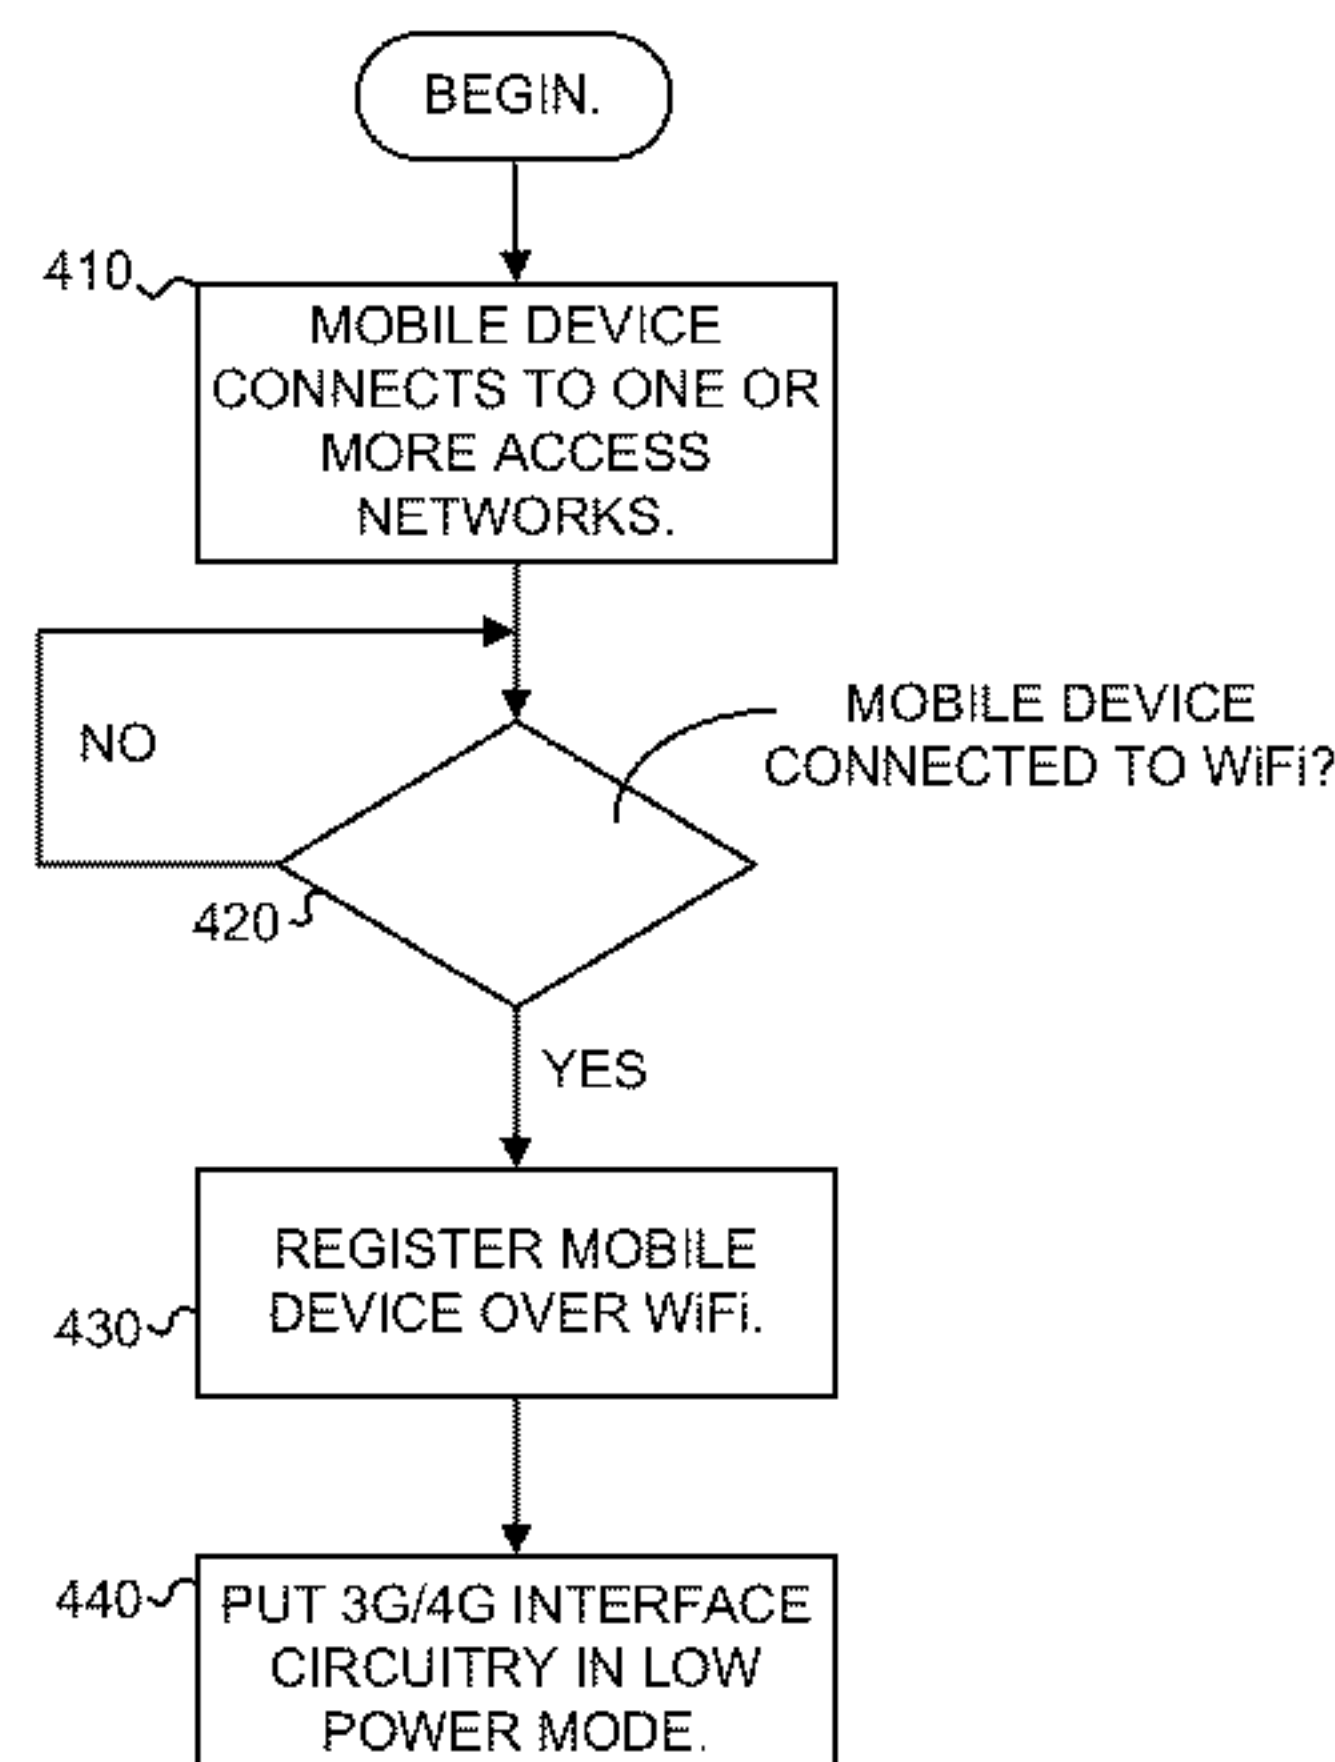 BEGIN.
410
MOBILE DEVICE
CONNECTS TO ONE OR
MORE ACCESS
NETWORKS.
NO
MOBILE DEVICE
CONNECTED TO WiFi?
420
YES
REGISTER MOBILE
DEVICE OVER WiFi.
430
440
PUT 3G/4G INTERFACE
CIRCUITRY IN LOW
POWER MODE.